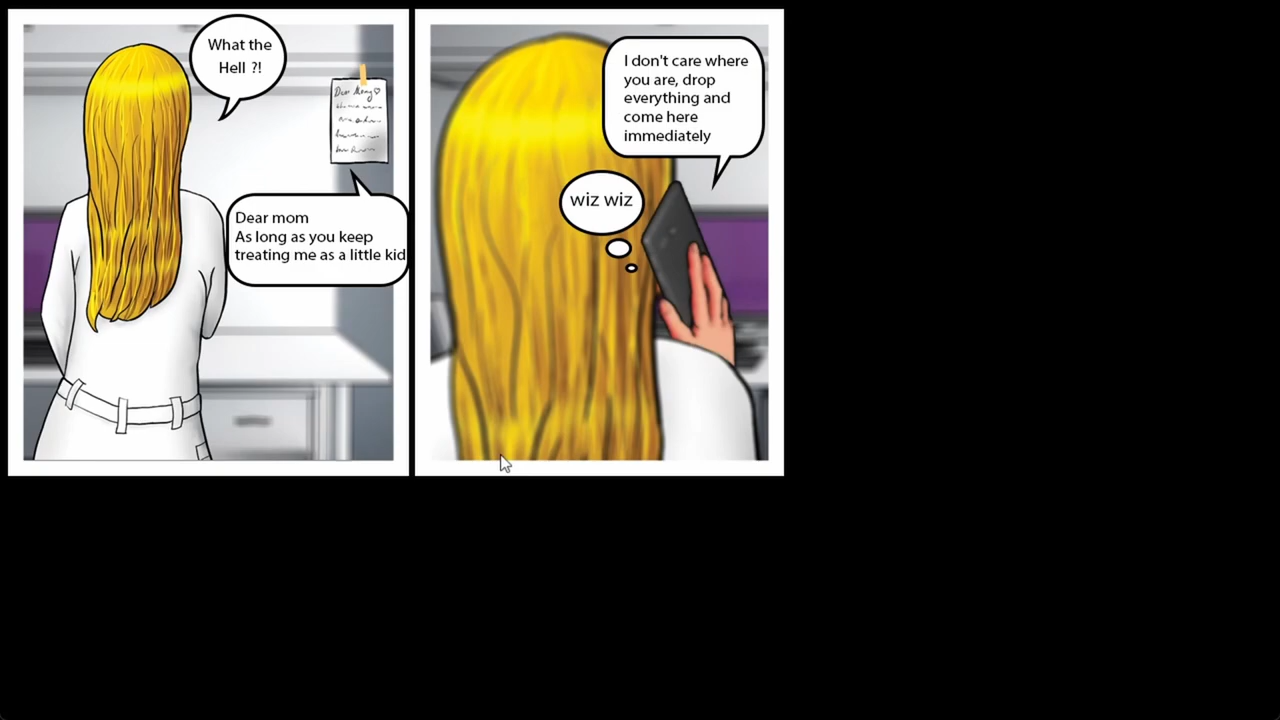 What the
Hell ?!
Dear mom
As long as you keep
treating me as a little kid
I don't care where
you are, drop
everything and
come here
immediately
wiz wiz